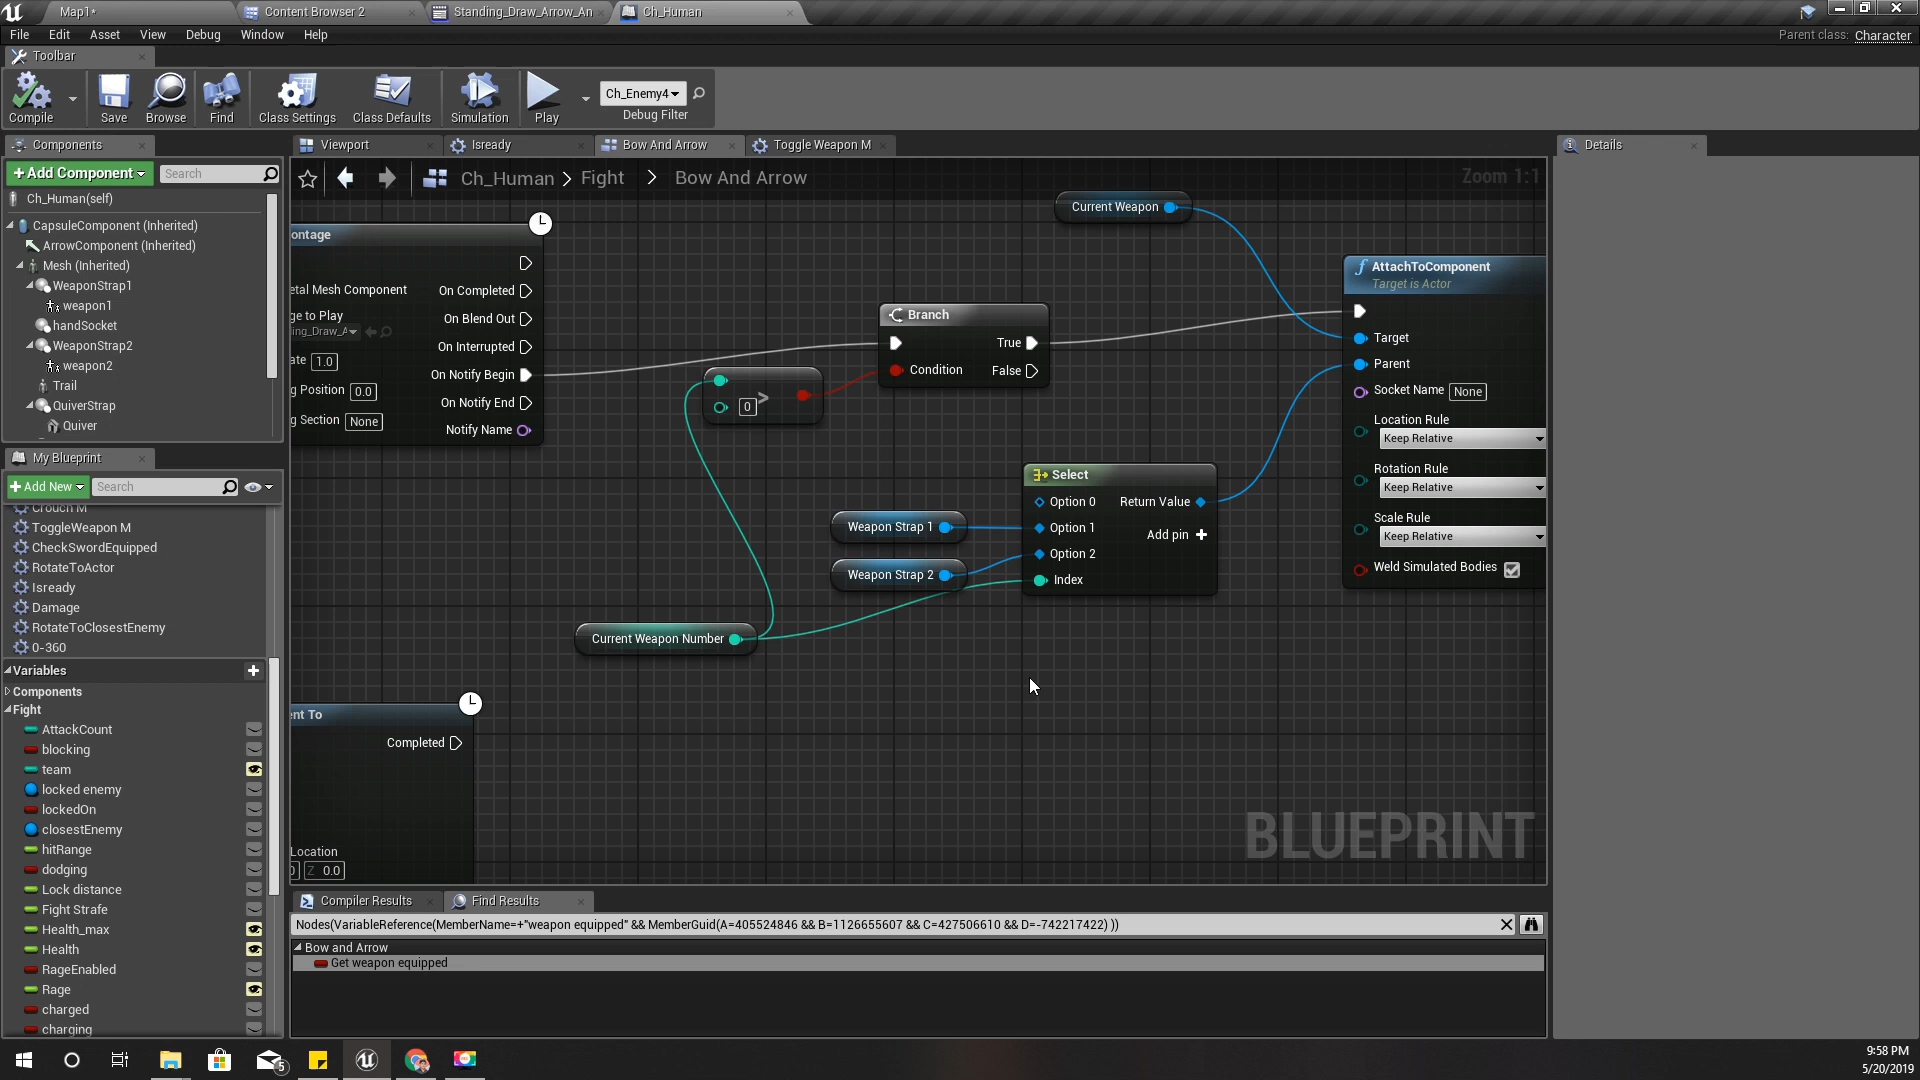 Map1*
Content Browser 2
Standing_Draw_Arrow_An
Ch_Human
File Edit Asset View Debug Window Help
Parent class: Character
Toolbar
Compile
Save
Browse
Find
Class Settings
Class Defaults
Simulation
Play
Ch_Enemy4
Debug Filter
Components
+Add Component
Search
Ch_Human(self)
CapsuleComponent (Inherited)
ArrowComponent (Inherited)
Mesh (Inherited)
WeaponStrap1
weapon1
handSocket
WeaponStrap2
weapon2
Trail
QuiverStrap
Quiver
My Blueprint
+Add New
Search
Crouch M
ToggleWeapon M
CheckSwordEquipped
RotateToActor
Isready
Damage
RotateToClosestEnemy
0-360
Variables
Components
Fight
AttackCount
blocking
team
locked enemy
lockedOn
closestEnemy
hitRange
dodging
Lock distance
Fight Strafe
Health_max
Health
RageEnabled
Rage
charged
charging
Viewport
Isready
Bow And Arrow
Toggle Weapon M
Ch_Human > Fight > Bow And Arrow
Zoom 1:1
ontage
etal Mesh Component
On Completed
ge to Play
ing_Draw_A
On Blend Out
On Interrupted
ate 1.0
On Notify Begin
g Position 0.0
On Notify End
g Section None
Notify Name
0 >
Branch
True
Condition
False
Current Weapon
AttachToComponent
Target is Actor
Target
Parent
Socket Name None
Location Rule
Keep Relative
Rotation Rule
Keep Relative
Scale Rule
Keep Relative
Weld Simulated Bodies
Select
Option 0
Return Value
Option 1
Add pin +
Option 2
Index
Weapon Strap 1
Weapon Strap 2
Current Weapon Number
ent To
Completed
Location
0 Z 0.0
BLUEPRINT
Compiler Results
Find Results
Nodes(VariableReference(MemberName=+"weapon equipped" && MemberGuid(A=405524846 && B=1126655607 && C=427506610 && D=-742217422) ))
Bow and Arrow
Get weapon equipped
Details
5
9:58 PM
5/20/2019